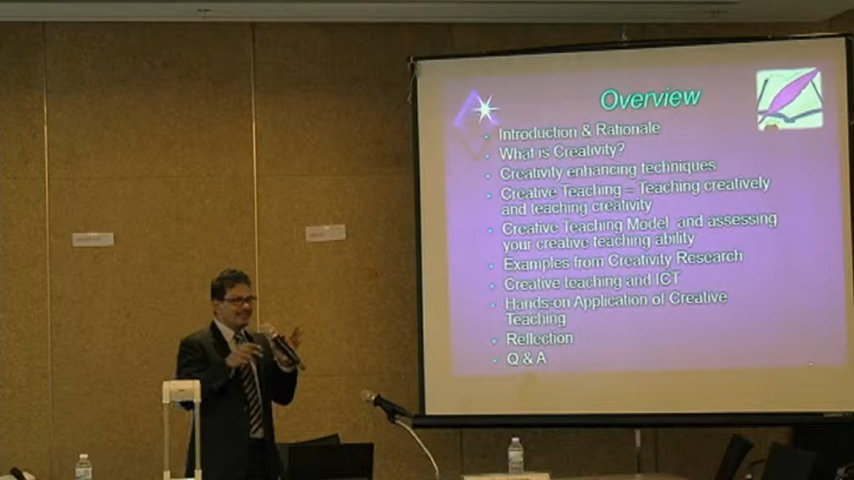 Overview
Introduction & Rationale
What is Creativity?
Creativity enhancing techniques
Creative Teaching – Teaching creatively
and teaching creativity
Creative Teaching Model and assessing
your creative teaching ability
Examples from Creativity Research
Creative teaching and ICT
Hands-on Application of Creative
Teaching
Reflection
Q & A